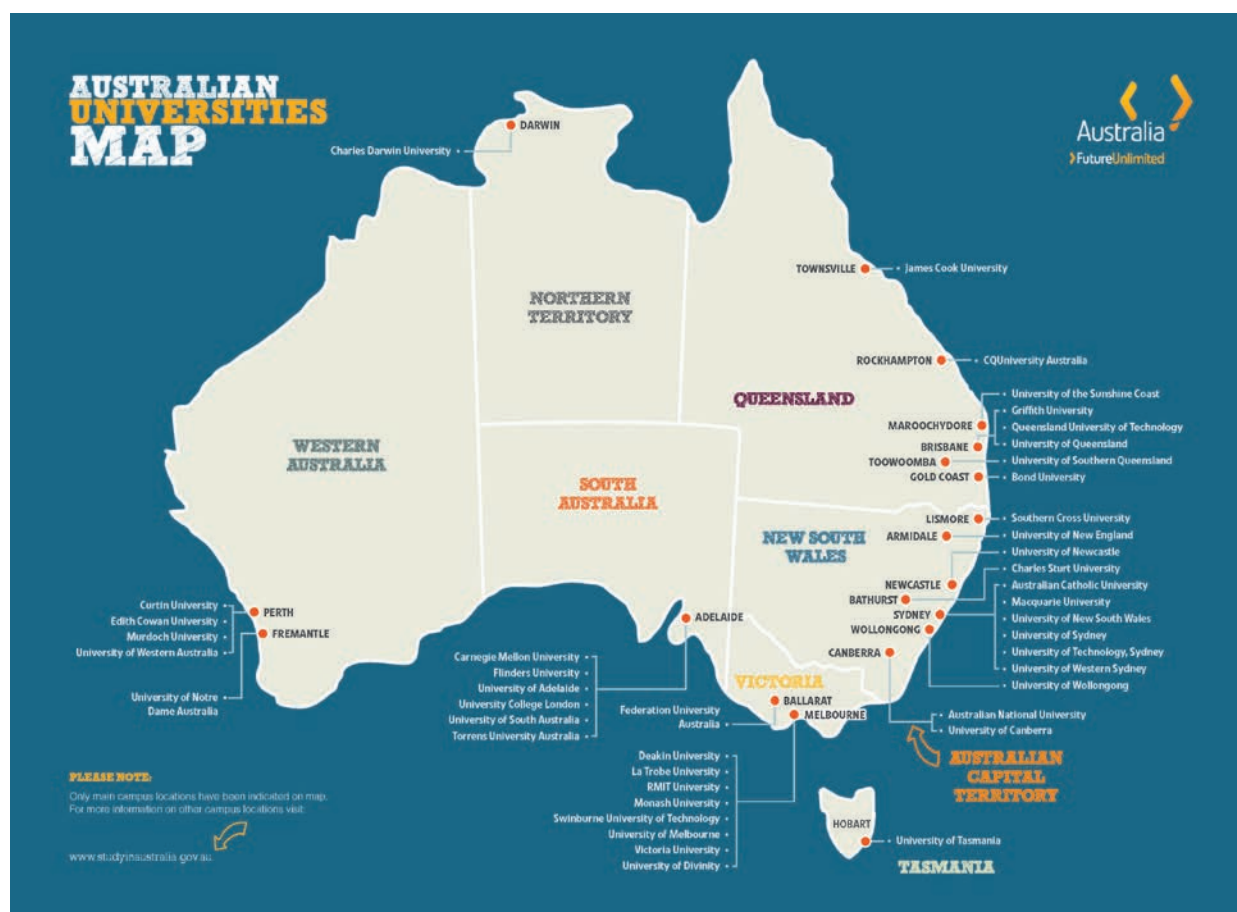 AUSTRALIAN
UNIVERSITIES
MAP
Australia
FutureUnlimited
DARWIN
Charles Darwin University
TOWNSVILLE
James Cook University
NORTHERN
TERRITORY
ROCKHAMPTON
CQUniversity Australia
QUEENSLAND
University of the Sunshine Coast
Griffith University
MAROOCHYDORE
Queensland University of Technology
BRISBANE
University of Queensland
TOOWOOMBA
University of Southern Queensland
GOLD COAST
Bond University
WESTERN
AUSTRALIA
SOUTH
AUSTRALIA
LISMORE
Southern Cross University
NEW SOUTH
WALES
ARMIDALE
University of New England
University of Newcastle
Charles Sturt University
NEWCASTLE
Australian Catholic University
BATHURST
Macquarie University
SYDNEY
University of New South Wales
WOLLONGONG
University of Sydney
CANBERRA
University of Technology, Sydney
University of Western Sydney
University of Wollongong
Curtin University
PERTH
Edith Cowan University
FREMANTLE
Murdoch University
University of Western Australia
University of Notre
Dame Australia
ADELAIDE
Carnegie Mellon University
Flinders University
University of Adelaide
University College London
University of South Australia
Torrens University Australia
VICTORIA
BALLARAT
Federation University
Australia
MELBOURNE
Australian National University
University of Canberra
AUSTRALIAN
CAPITAL
TERRITORY
Deakin University
La Trobe University
RMIT University
Monash University
Swinburne University of Technology
University of Melbourne
Victoria University
University of Divinity
HOBART
University of Tasmania
TASMANIA
PLEASE NOTE:
Only main campus locations have been indicated on map.
For more information on other campus locations visit:
www.studyinaustralia.gov.au